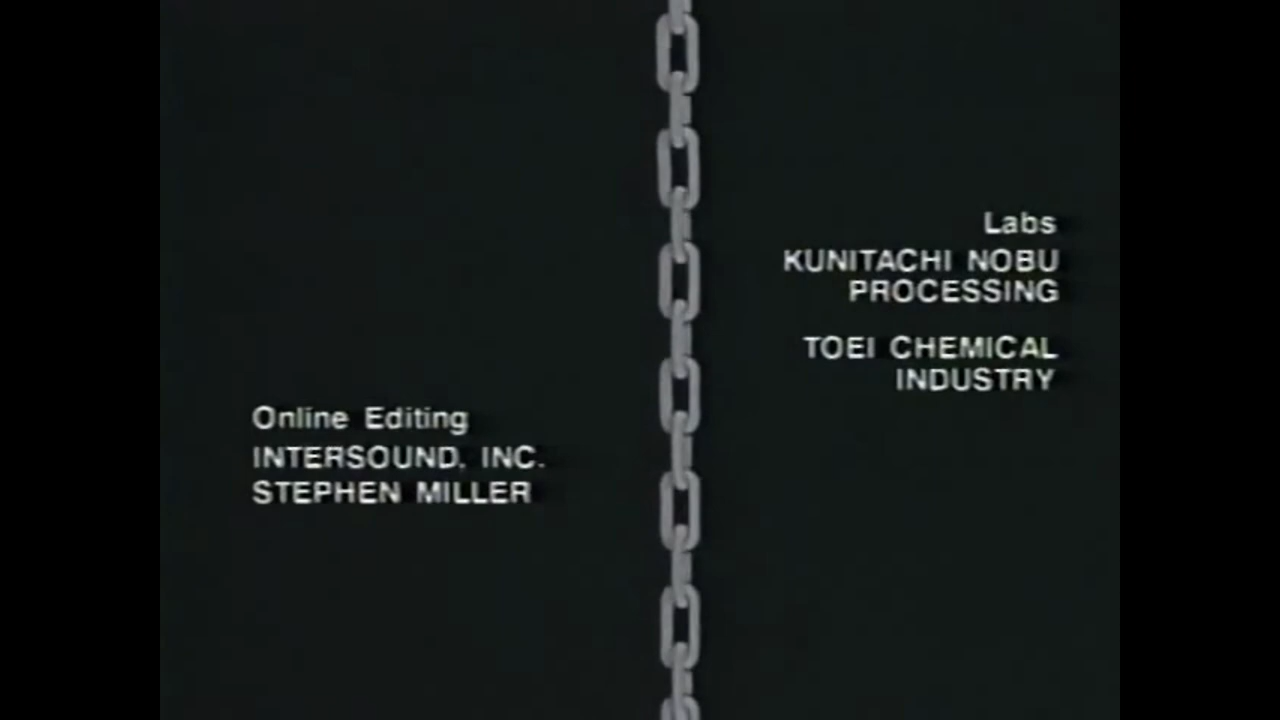 Labs
KUNITACHI NOBU
PROCESSING
TOEI CHEMICAL
INDUSTRY
Online Editing
INTERSOUND, INC.
STEPHEN MILLER